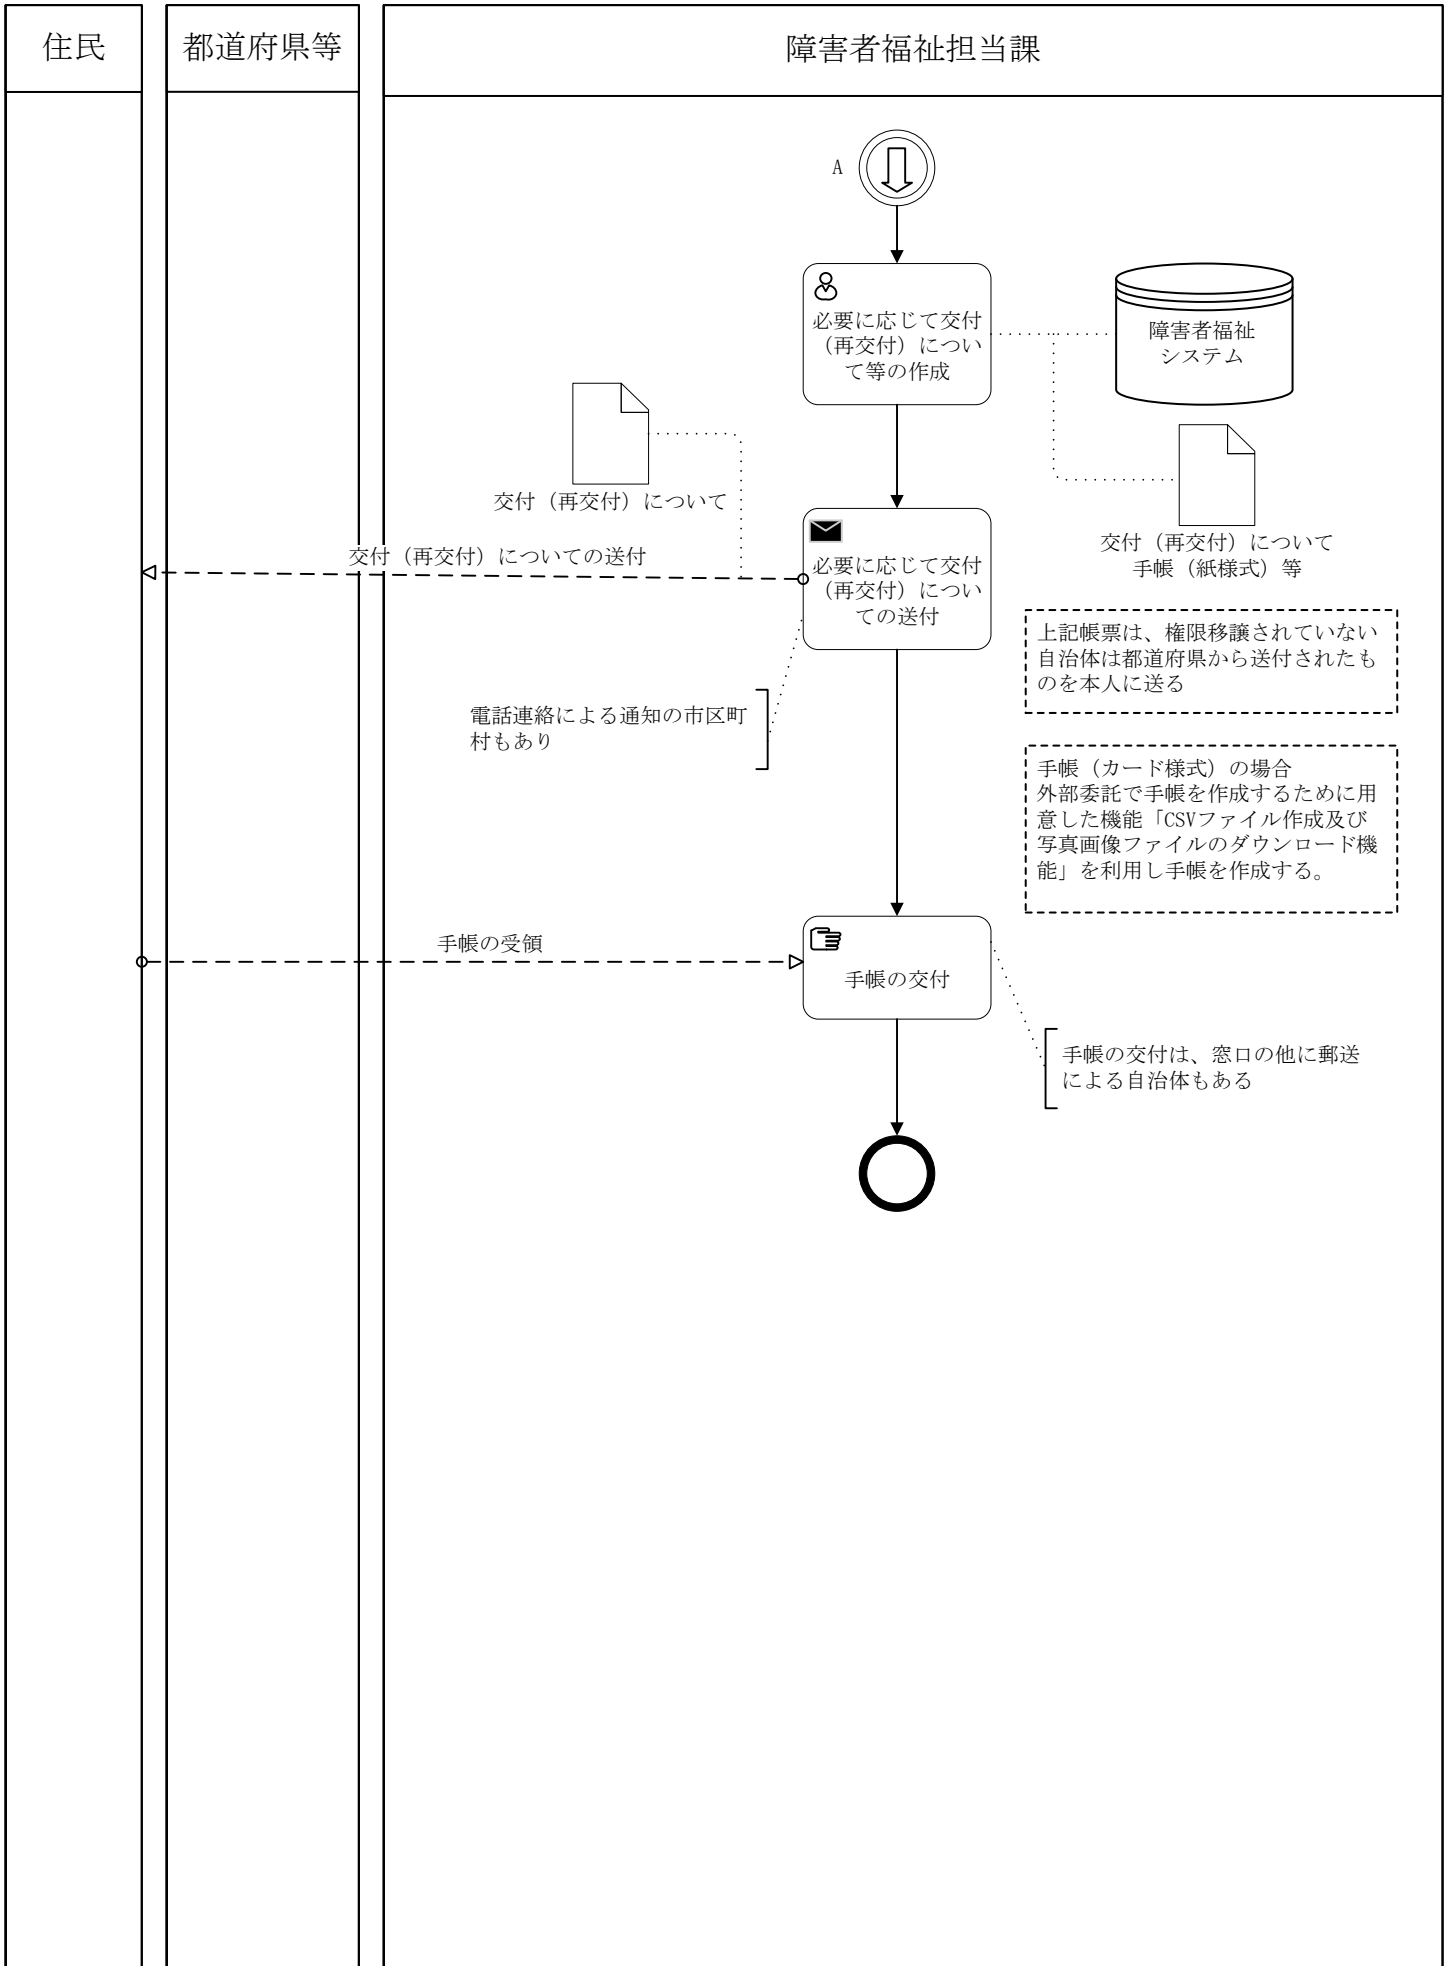 住民
都道府県等
障害者福祉担当課
A
必要に応じて交付
（再交付）につい
て等の作成
障害者福祉
システム
交付（再交付）について
交付（再交付）について
手帳（紙様式）等
交付（再交付）についての送付
必要に応じて交付
（再交付）につい
ての送付
上記帳票は、権限移譲されていない
自治体は都道府県から送付されたも
のを本人に送る
電話連絡による通知の市区町
村もあり
手帳（カード様式）の場合
外部委託で手帳を作成するために用
意した機能「CSVファイル作成及び
写真画像ファイルのダウンロード機
能」を利用し手帳を作成する。
手帳の受領
手帳の交付
手帳の交付は、窓口の他に郵送
による自治体もある